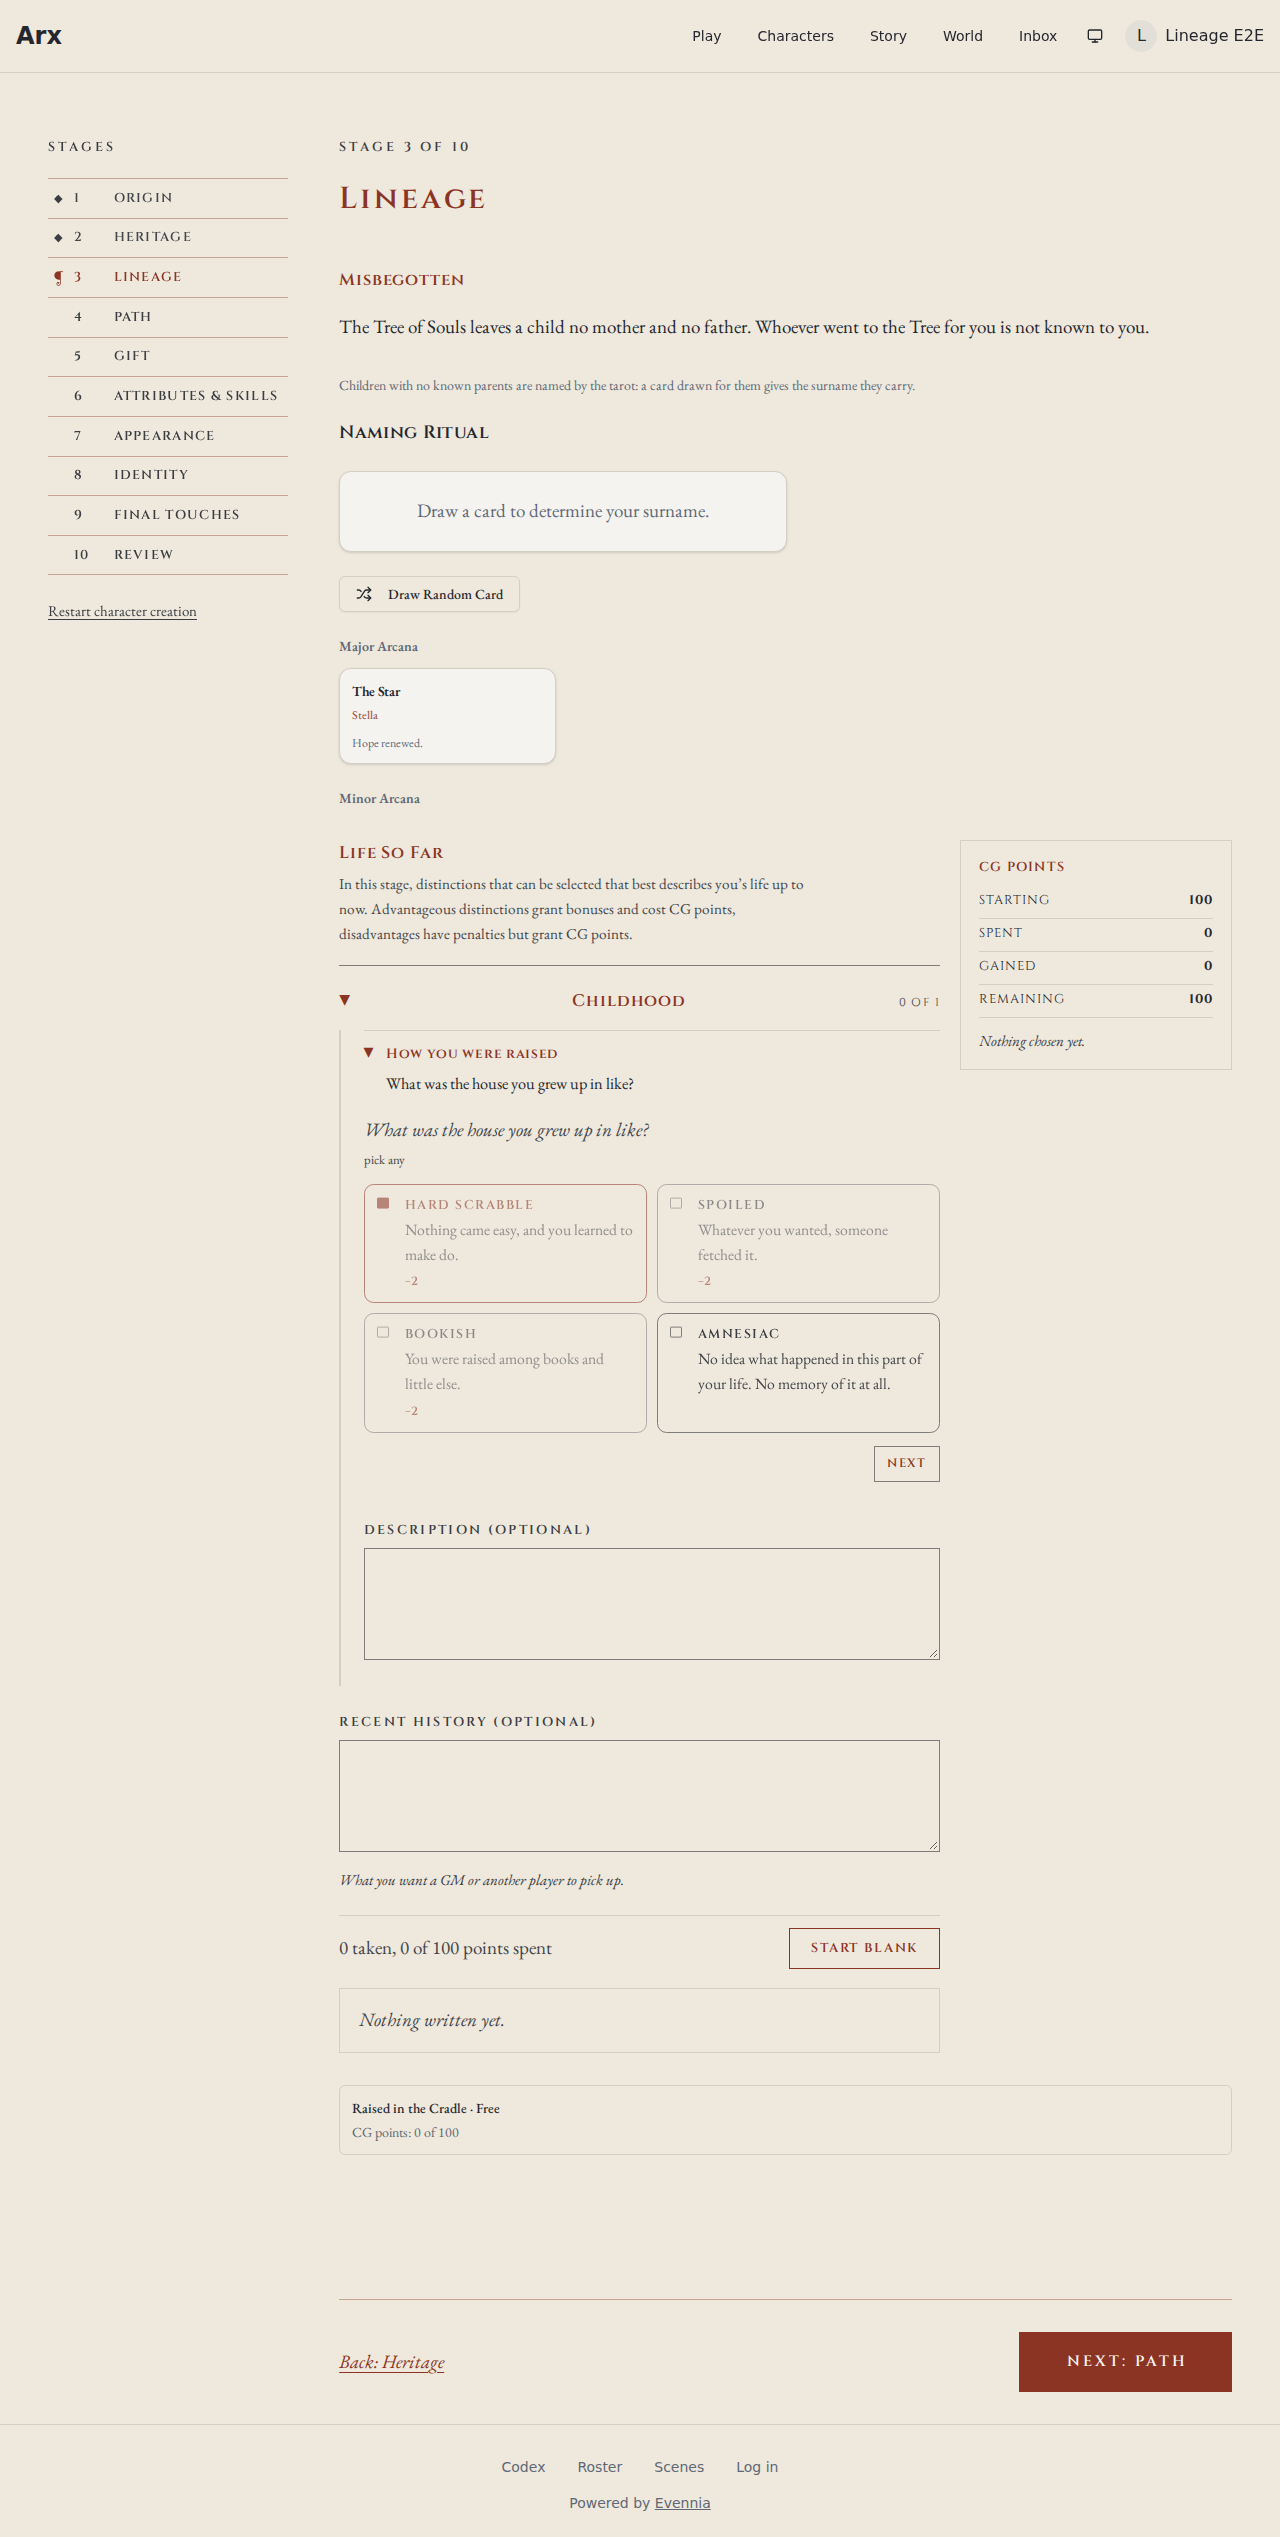 Arx
Play Characters Story World Inbox L Lineage E2E
STAGES
◆ 1 ORIGIN
◆ 2 HERITAGE
¶ 3 LINEAGE
4 PATH
5 GIFT
6 ATTRIBUTES & SKILLS
7 APPEARANCE
8 IDENTITY
9 FINAL TOUCHES
10 REVIEW
Restart character creation
STAGE 3 OF 10
LINEAGE
MISBEGOTTEN
The Tree of Souls leaves a child no mother and no father. Whoever went to the Tree for you is not known to you.
Children with no known parents are named by the tarot: a card drawn for them gives the surname they carry.
NAMING RITUAL
Draw a card to determine your surname.
Draw Random Card
Major Arcana
The Star
Stella
Hope renewed.
Minor Arcana
LIFE SO FAR
In this stage, distinctions that can be selected that best describes you’s life up to
now. Advantageous distinctions grant bonuses and cost CG points,
disadvantages have penalties but grant CG points.
▼ CHILDHOOD 0 OF 1
▼ HOW YOU WERE RAISED
What was the house you grew up in like?
What was the house you grew up in like?
pick any
HARD SCRABBLE
Nothing came easy, and you learned to
make do.
−2
SPOILED
Whatever you wanted, someone
fetched it.
−2
BOOKISH
You were raised among books and
little else.
−2
AMNESIAC
No idea what happened in this part of
your life. No memory of it at all.
NEXT
DESCRIPTION (OPTIONAL)
RECENT HISTORY (OPTIONAL)
What you want a GM or another player to pick up.
0 taken, 0 of 100 points spent
START BLANK
Nothing written yet.
CG POINTS
STARTING 100
SPENT 0
GAINED 0
REMAINING 100
Nothing chosen yet.
Raised in the Cradle · Free
CG points: 0 of 100
Back: Heritage
NEXT: PATH
Codex Roster Scenes Log in
Powered by Evennia